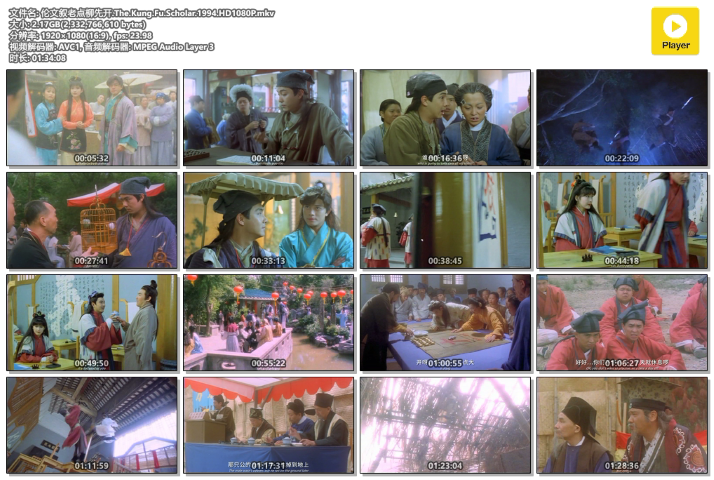 文件名: 伦文叙老点柳先开.The.Kung.Fu.Scholar.1994.HD1080P.mkv
大小: 2.17GB(2,332,766,610 bytes)
分辨率: 1920×1080(16:9), fps: 23.98
视频解码器: AVC1, 音频解码器: MPEG Audio Layer 3
时长: 01:34:08
Player
00:05:32
00:11:04
00:16:36
00:22:09
00:27:41
00:33:13
00:38:45
00:44:18
00:49:50
00:55:22
01:00:55
01:06:27
01:11:59
01:17:31
01:23:04
01:28:36